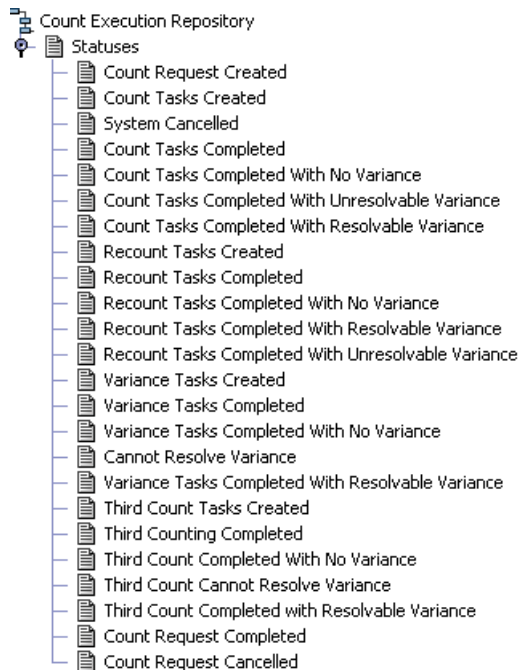 Count Execution Repository
Statuses
Count Request Created
Count Tasks Created
System Cancelled
Count Tasks Completed
Count Tasks Completed With No Variance
Count Tasks Completed With Unresolvable Variance
Count Tasks Completed With Resolvable Variance
Recount Tasks Created
Recount Tasks Completed
Recount Tasks Completed With No Variance
Recount Tasks Completed With Resolvable Variance
Recount Tasks Completed With Unresolvable Variance
Variance Tasks Created
Variance Tasks Completed
Variance Tasks Completed With No Variance
Cannot Resolve Variance
Variance Tasks Completed With Resolvable Variance
Third Count Tasks Created
Third Counting Completed
Third Count Completed With No Variance
Third Count Cannot Resolve Variance
Third Count Completed with Resolvable Variance
Count Request Completed
Count Request Cancelled